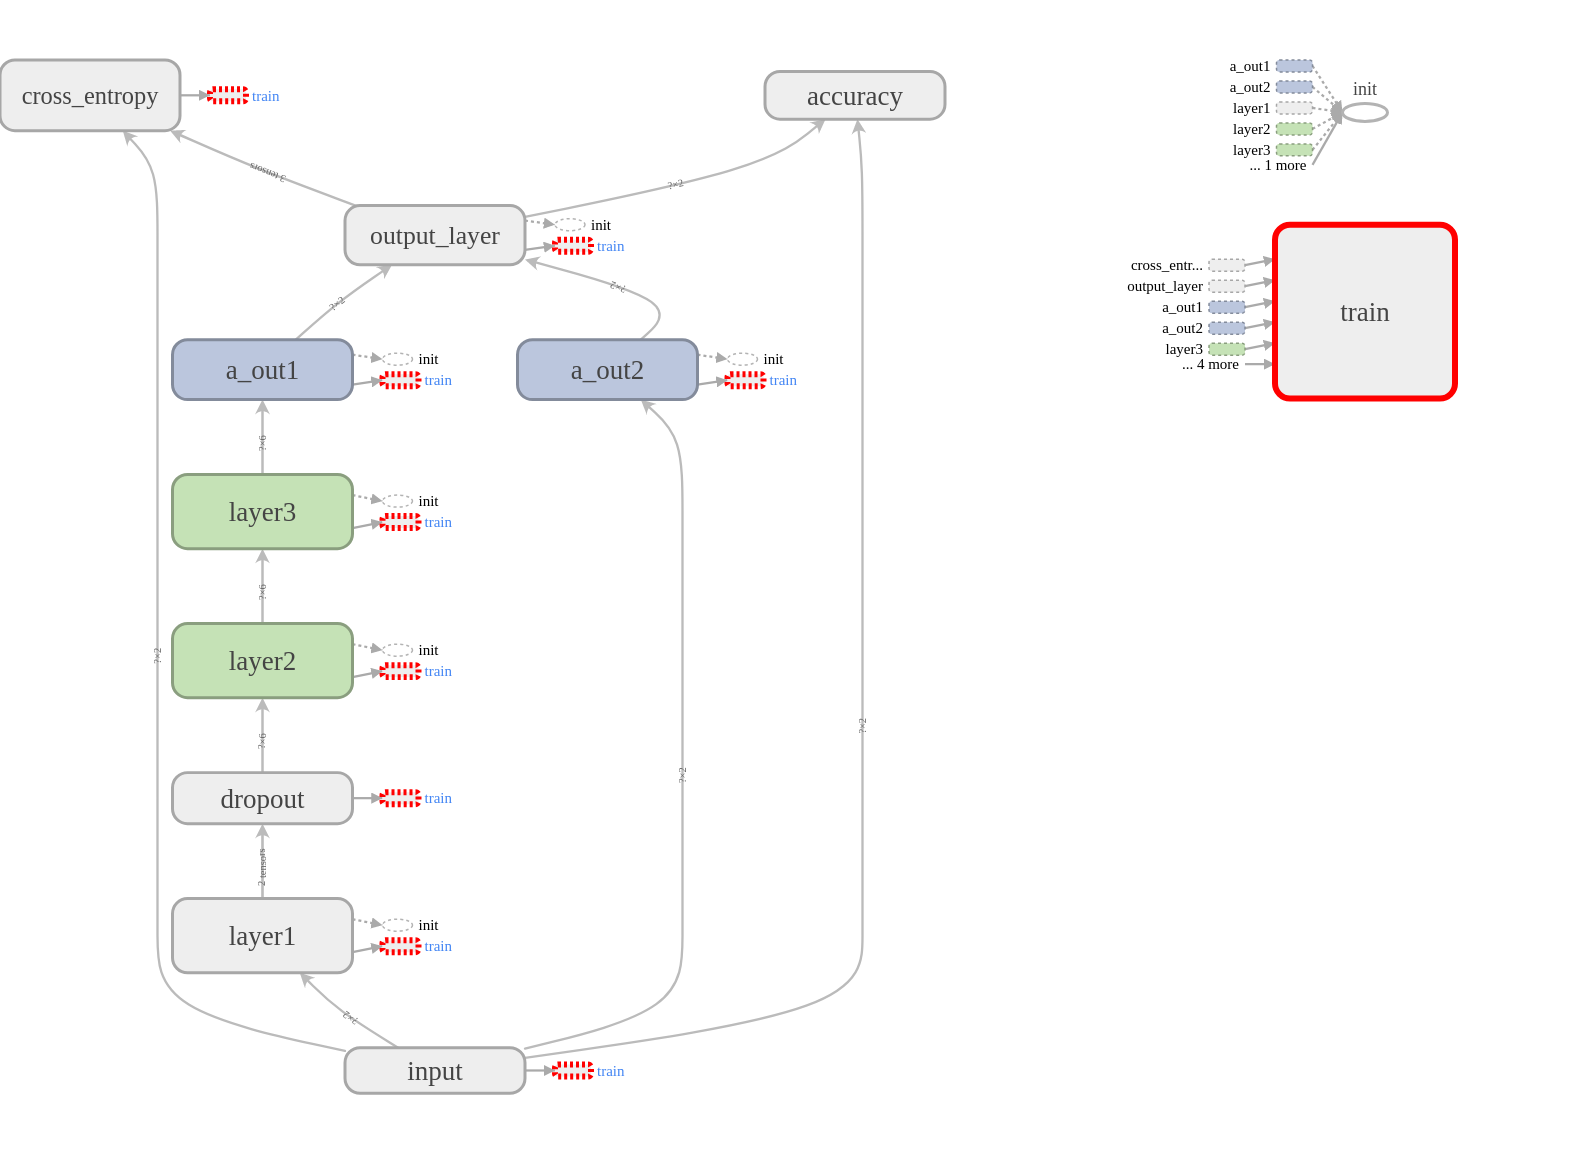 cross_entropy
train
accuracy
3 tensors
?×2
output_layer
init
train
?×2
?×2
a_out1
init
train
a_out2
init
train
?×6
layer3
init
train
?×6
layer2
init
train
?×2
?×6
?×2
?×2
dropout
train
2 tensors
layer1
init
train
?×2
input
train
a_out1
a_out2
layer1
layer2
layer3
... 1 more
init
cross_entr...
output_layer
a_out1
a_out2
layer3
... 4 more
train